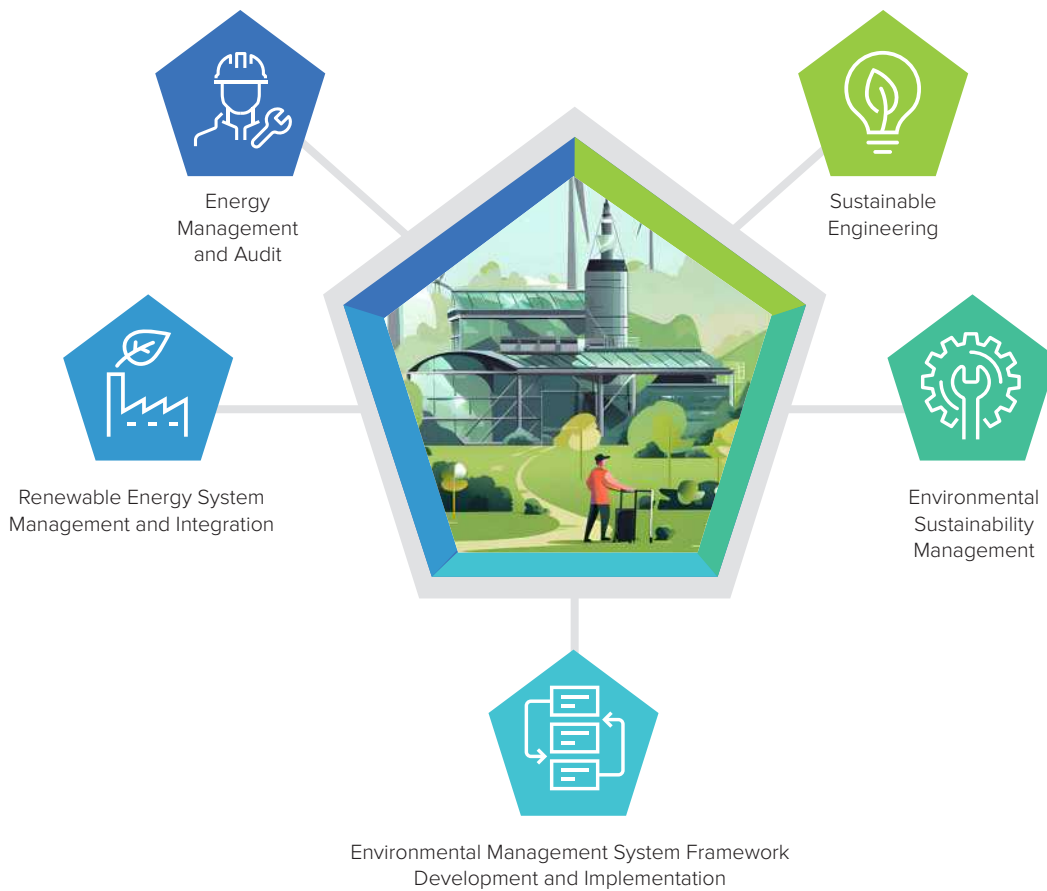 Energy
Management
and Audit
Sustainable
Engineering
Renewable Energy System
Management and Integration
Environmental
Sustainability
Management
Environmental Management System Framework
Development and Implementation